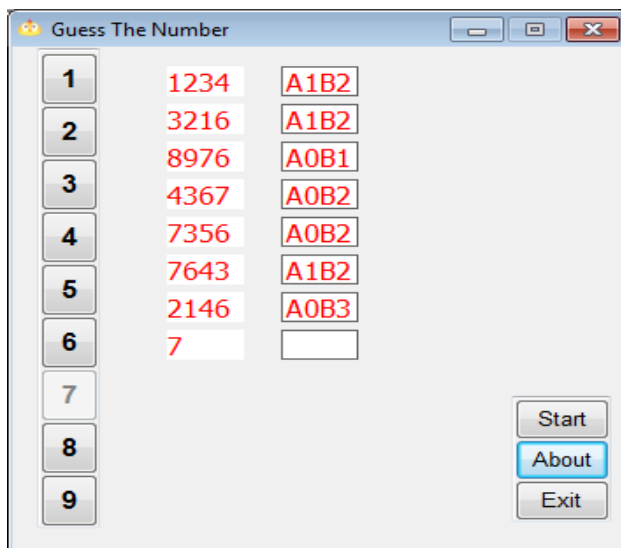 Guess The Number
1 1234 A1B2
2 3216 A1B2
3 8976 A0B1
4 4367 A0B2
5 7356 A0B2
7643 A1B2
2146 A0B3
6 7
7
8
9
Start
About
Exit